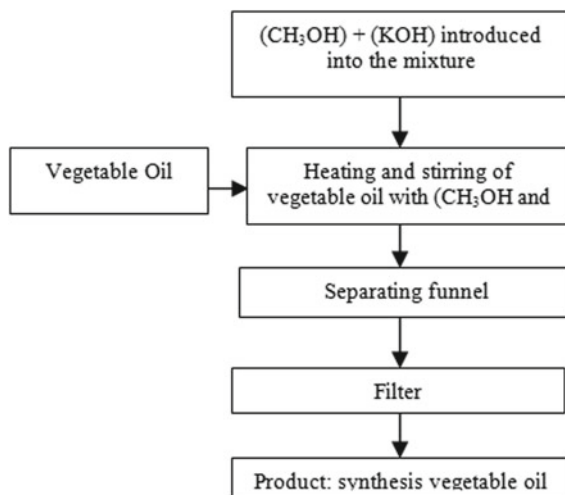 (CH₃OH) + (KOH) introduced
into the mixture
Vegetable Oil
Heating and stirring of
vegetable oil with (CH₃OH and
Separating funnel
Filter
Product: synthesis vegetable oil